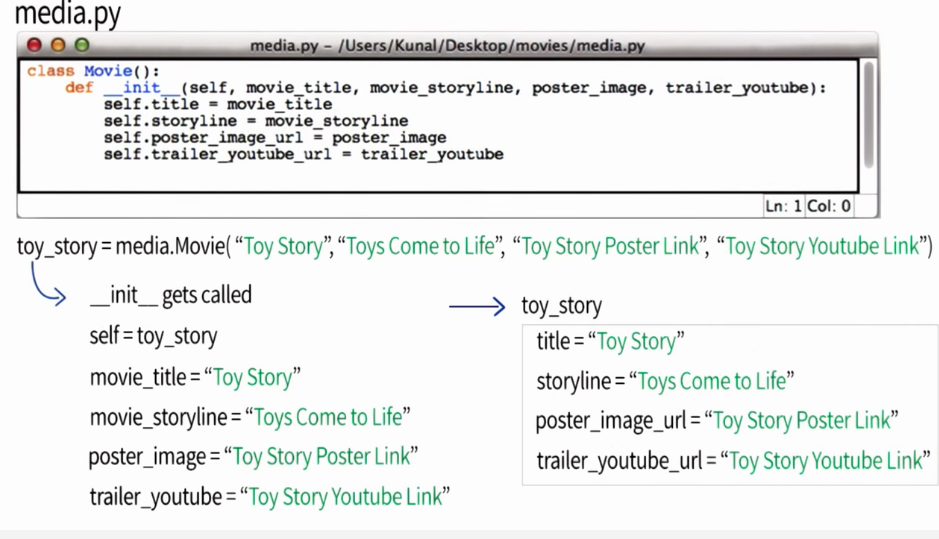 media.py
media.py – /Users/Kunal/Desktop/movies/media.py
class Movie():
    def __init__(self, movie_title, movie_storyline, poster_image, trailer_youtube):
        self.title = movie_title
        self.storyline = movie_storyline
        self.poster_image_url = poster_image
        self.trailer_youtube_url = trailer_youtube
Ln: 1 Col: 0
toy_story = media.Movie( “Toy Story”, “Toys Come to Life”, “Toy Story Poster Link”, “Toy Story Youtube Link”)
__init__ gets called
self = toy_story
movie_title = “Toy Story”
movie_storyline = “Toys Come to Life”
poster_image = “Toy Story Poster Link”
trailer_youtube = “Toy Story Youtube Link”
toy_story
title = “Toy Story”
storyline = “Toys Come to Life”
poster_image_url = “Toy Story Poster Link”
trailer_youtube_url = “Toy Story Youtube Link”